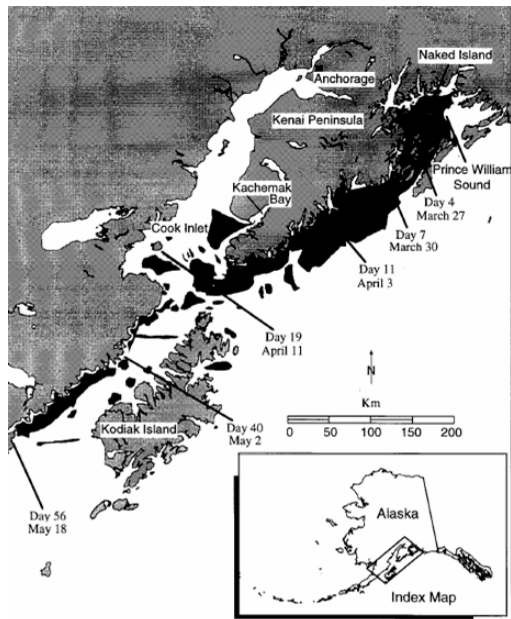 Naked Island
Anchorage
Kenai Peninsula
Prince William
Sound
Kachemak
Bay
Day 4
March 27
Cook Inlet
Day 7
March 30
Day 11
April 3
Day 19
April 11
N
Km
0 50 100 150 200
Day 40
May 2
Kodiak Island
Day 56
May 18
Alaska
Index Map